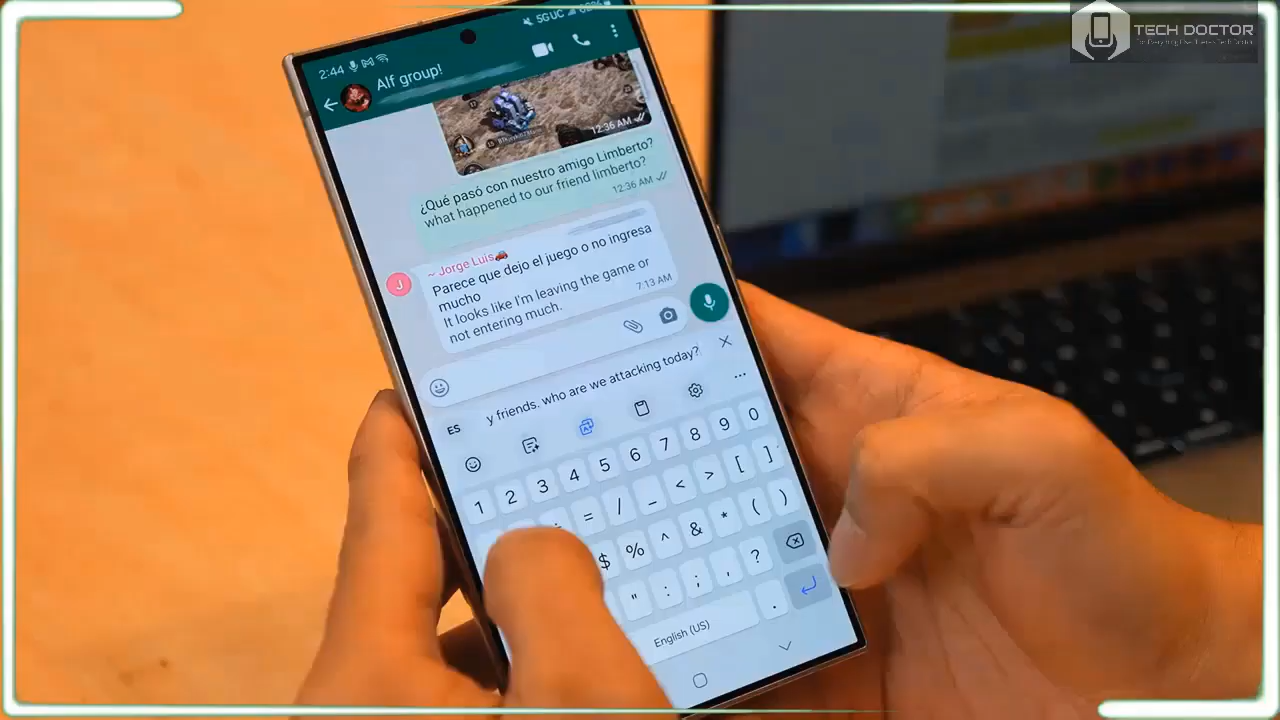 TECH DOCTOR
2:44
5G UC
Alf group!
12:36 AM
¿Qué pasó con nuestro amigo Limberto?
what happened to our friend limberto?
12:36 AM
~ Jorge Luis
J
Parece que dejo el juego o no ingresa
mucho
It looks like I'm leaving the game or
not entering much.
7:13 AM
ES
y friends. who are we attacking today?
1 2 3 4 5 6 7 8 9 0
= / _ < > [ ]
$ % ^ & * ( )
" : ; , ?
English (US) .